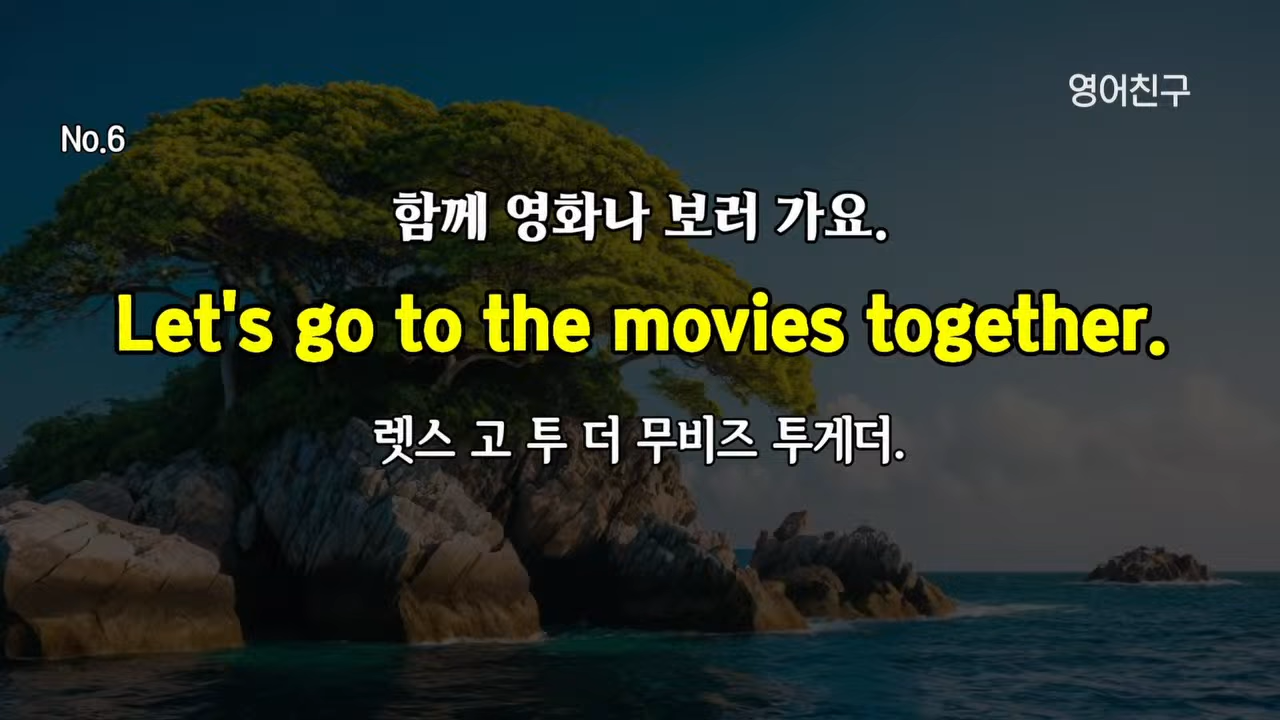 영어친구
No.6
함께 영화나 보러 가요.
Let's go to the movies together.
렛스 고 투 더 무비즈 투게더.